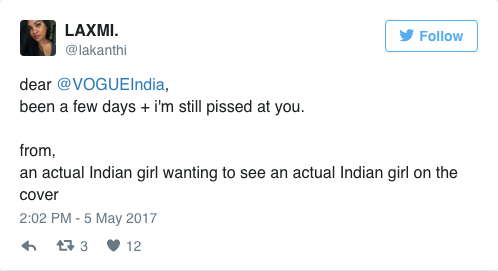 LAXMI.
@lakanthi
Follow
dear @VOGUEIndia,
been a few days + i'm still pissed at you.
from,
an actual Indian girl wanting to see an actual Indian girl on the
cover
2:02 PM - 5 May 2017
3 12